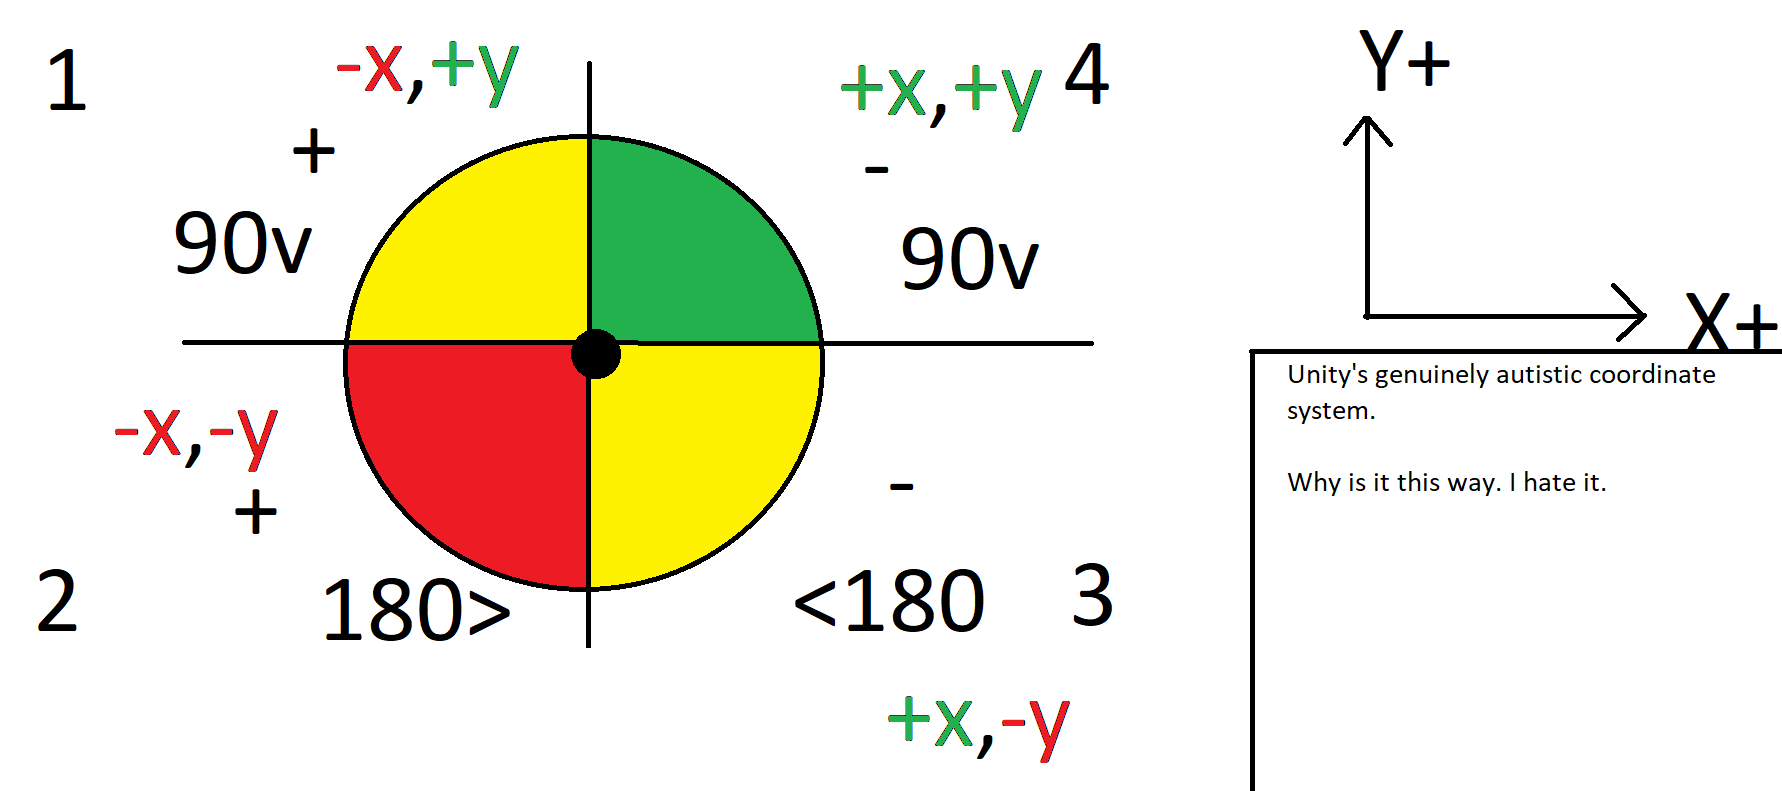 1
-x,+y
+x,+y
4
Y+
+
-
90v
90v
X+
Unity's genuinely autistic coordinate
system.
Why is it this way. I hate it.
-x,-y
+
-
2
180>
<180
3
+x,-y